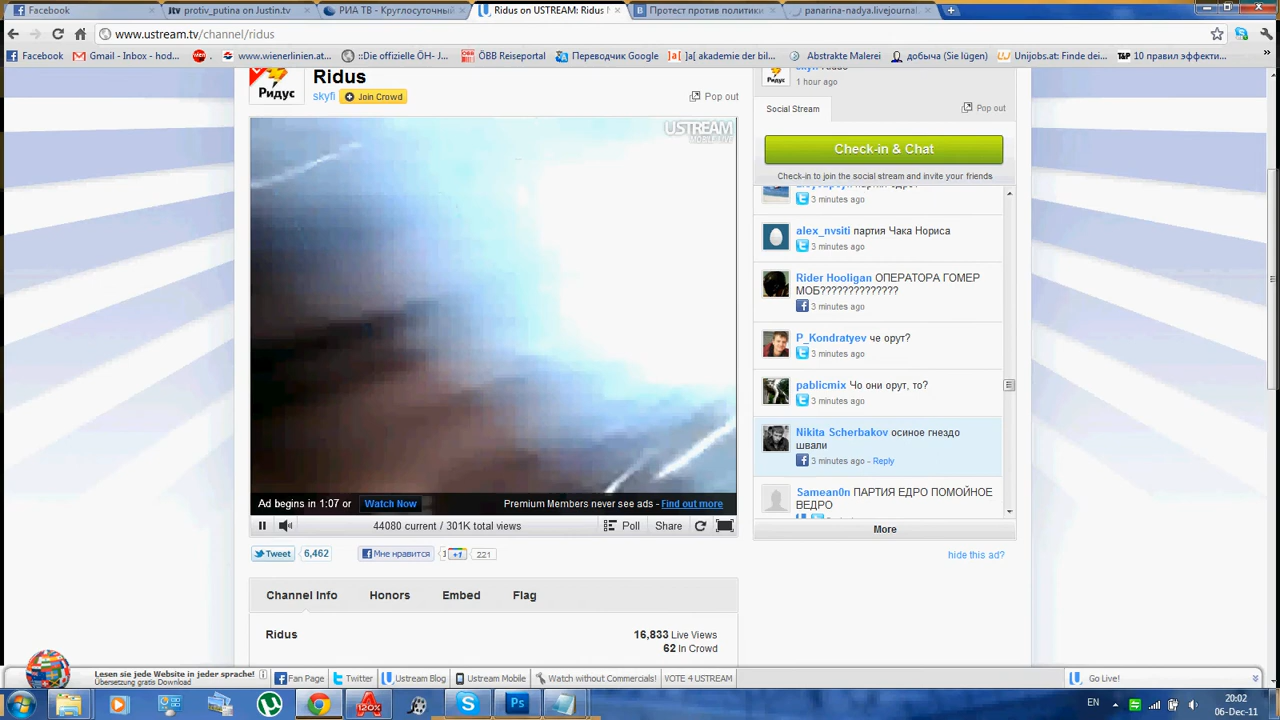 Facebook
protiv_putina on Justin.tv
РИА ТВ - Круглосуточный
Ridus on USTREAM: Ridus
Протест против политики
panarina-nadya.livejournal.
www.ustream.tv/channel/ridus
Facebook
Gmail - Inbox - hod...
www.wienerlinien.at...
::Die offizielle ÖH- J...
ÖBB Reiseportal
Переводчик Google
]a[ akademie der bil...
Abstrakte Malerei
добыча (Sie lügen)
Unijobs.at: Finde dei...
10 правил эффекти...
Ридус
Ridus
skyfi
Join Crowd
Pop out
USTREAM
MOBILE LIVE
Ридус
1 hour ago
Social Stream
Pop out
Check-in & Chat
Check-in to join the social stream and invite your friends
3 minutes ago
alex_nvsiti партия Чака Нориса
3 minutes ago
Rider Hooligan ОПЕРАТОРА ГОМЕР
МОБ??????????????
3 minutes ago
P_Kondratyev че орут?
3 minutes ago
pablicmix Чо они орут, то?
3 minutes ago
Nikita Scherbakov осиное гнездо
швали
3 minutes ago - Reply
Samean0n ПАРТИЯ ЕДРО ПОМОЙНОЕ
ВЕДРО
More
hide this ad?
Ad begins in 1:07 or Watch Now
Premium Members never see ads - Find out more
44080 current / 301K total views
Poll
Share
Tweet 6,462
Мне нравится
+1 221
Channel Info
Honors
Embed
Flag
Ridus
16,833 Live Views
62 In Crowd
Lesen sie jede Website in jeder sprache!
Übersetzung gratis Download
Fan Page
Twitter
Ustream Blog
Ustream Mobile
Watch without Commercials!
VOTE 4 USTREAM
Go Live!
Ps
EN
20:02
06-Dec-11